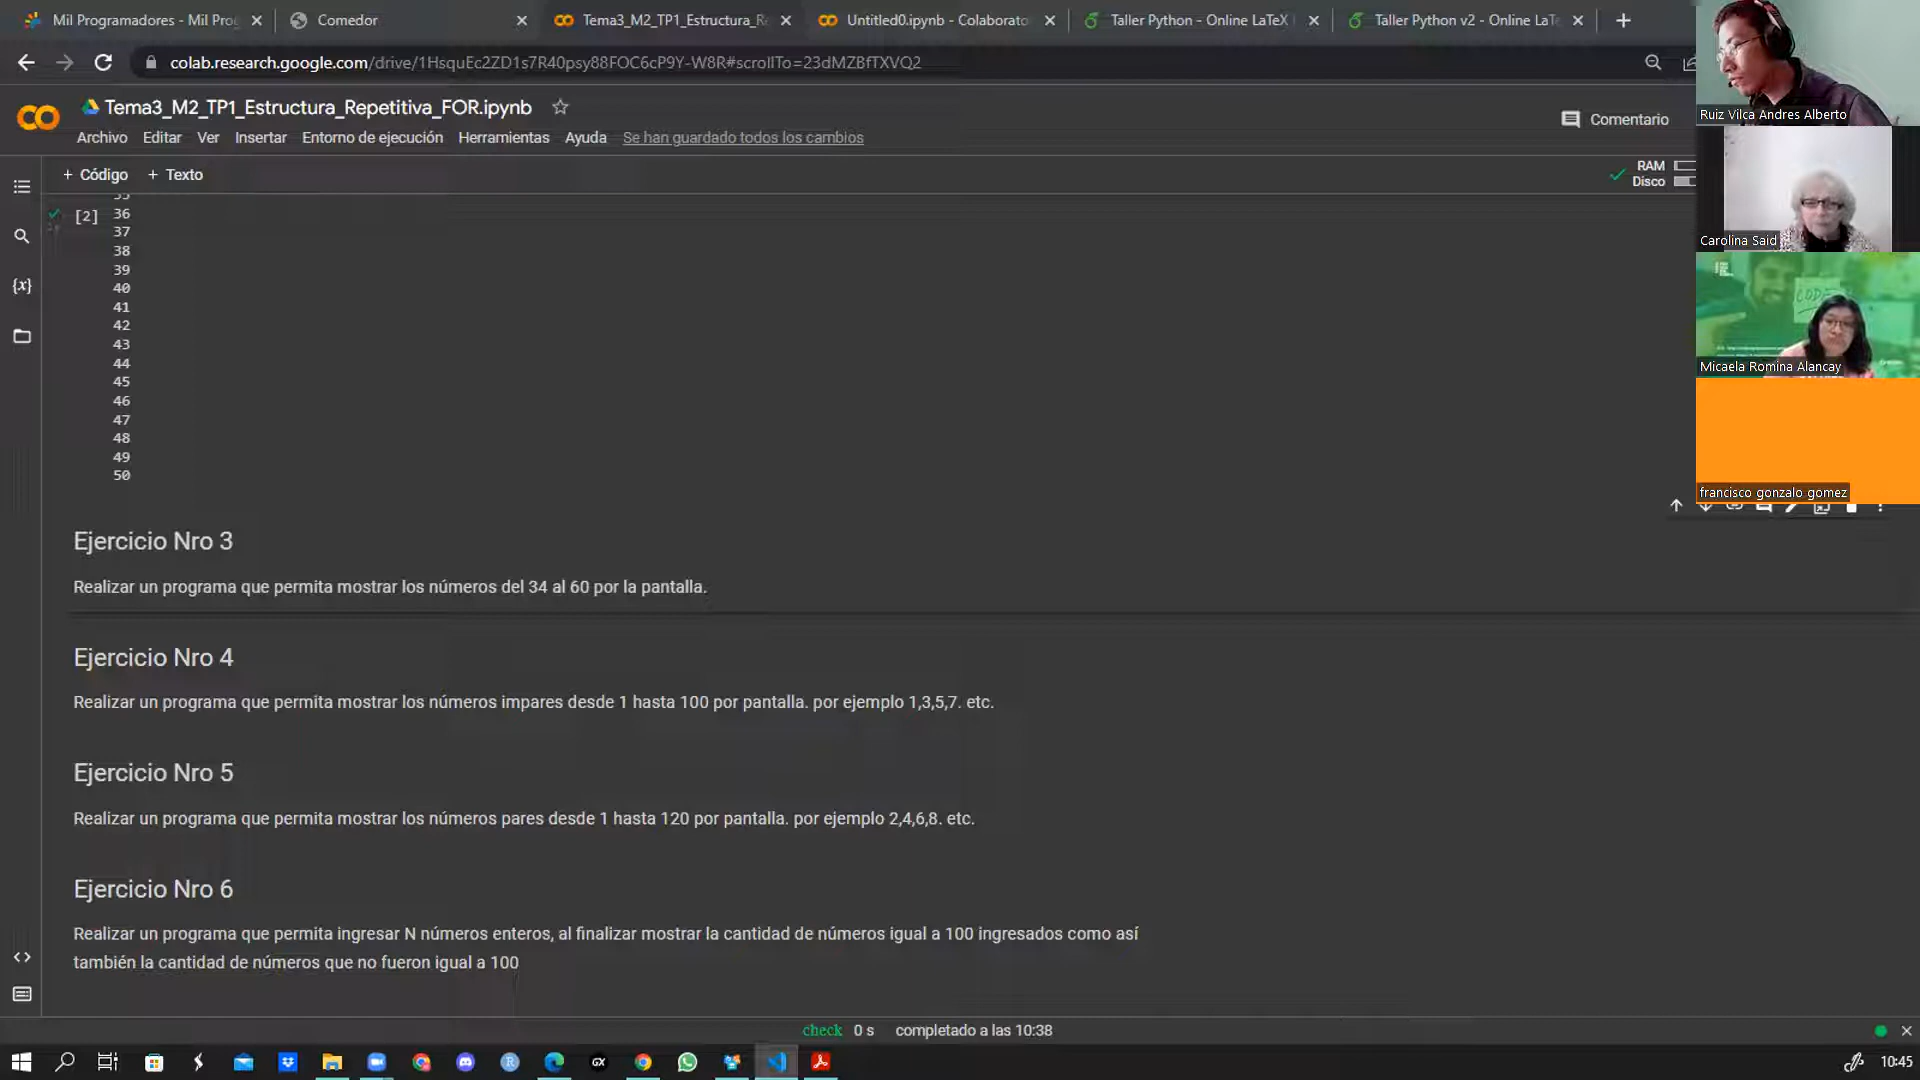 Mil Programadores - Mil Pro
Comedor
Tema3_M2_TP1_Estructura_R
Untitled0.ipynb - Colaborato
Taller Python - Online LaTeX
Taller Python v2 - Online LaT
colab.research.google.com/drive/1HsquEc2ZD1s7R40psy88FOC6cP9Y-W8R#scrollTo=23dMZBfTXVQ2
Tema3_M2_TP1_Estructura_Repetitiva_FOR.ipynb
Comentario
Archivo Editar Ver Insertar Entorno de ejecución Herramientas Ayuda Se han guardado todos los cambios
+ Código + Texto
RAM
Disco
Ruiz Vilca Andres Alberto
Carolina Said
CODE
Micaela Romina Alancay
francisco gonzalo gomez
35
[2] 36
37
38
39
40
41
42
43
44
45
46
47
48
49
50
{x}
Ejercicio Nro 3
Realizar un programa que permita mostrar los números del 34 al 60 por la pantalla.
Ejercicio Nro 4
Realizar un programa que permita mostrar los números impares desde 1 hasta 100 por pantalla. por ejemplo 1,3,5,7. etc.
Ejercicio Nro 5
Realizar un programa que permita mostrar los números pares desde 1 hasta 120 por pantalla. por ejemplo 2,4,6,8. etc.
Ejercicio Nro 6
Realizar un programa que permita ingresar N números enteros, al finalizar mostrar la cantidad de números igual a 100 ingresados como así
también la cantidad de números que no fueron igual a 100
check 0 s completado a las 10:38
GX
10:45